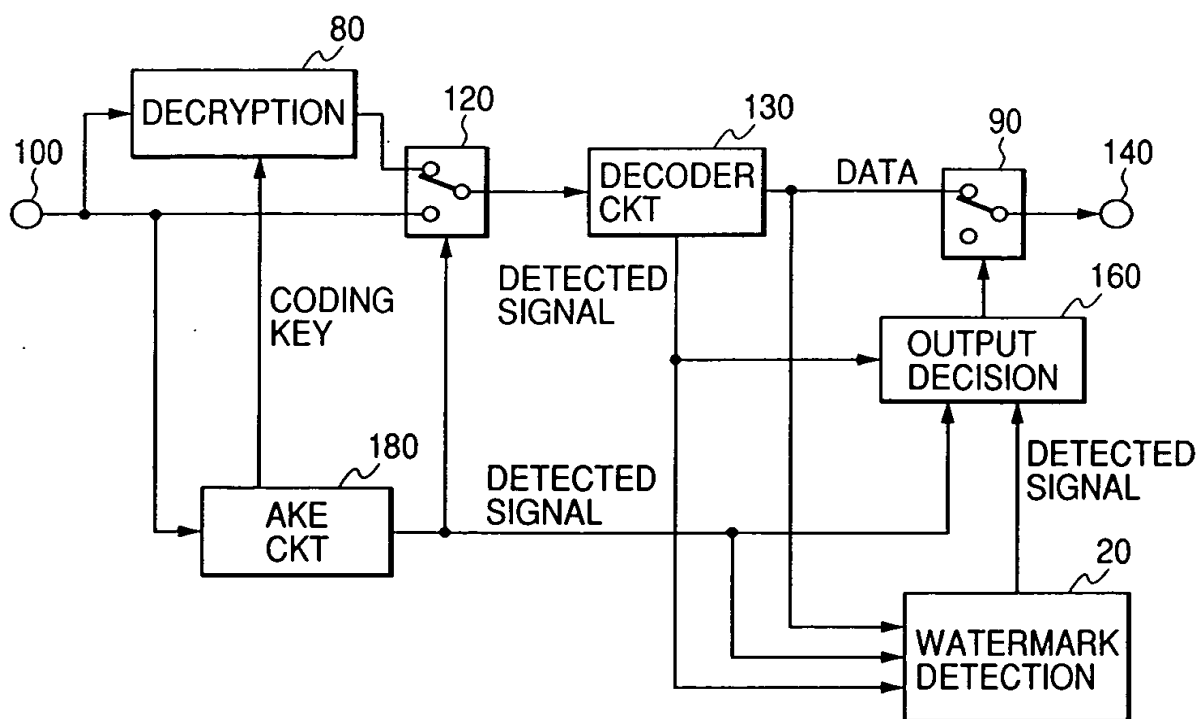 80
DECRYPTION
120
130
90
100
140
DECODER
CKT
DATA
DETECTED
SIGNAL
CODING
KEY
160
OUTPUT
DECISION
180
AKE
CKT
DETECTED
SIGNAL
DETECTED
SIGNAL
20
WATERMARK
DETECTION